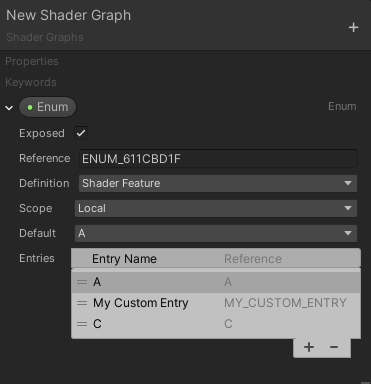 New Shader Graph
Shader Graphs
+
Properties
Keywords
Enum Enum
Exposed
Reference ENUM_611CBD1F
Definition Shader Feature
Scope Local
Default A
Entries Entry Name Reference
A A
My Custom Entry MY_CUSTOM_ENTRY
C C
+ −